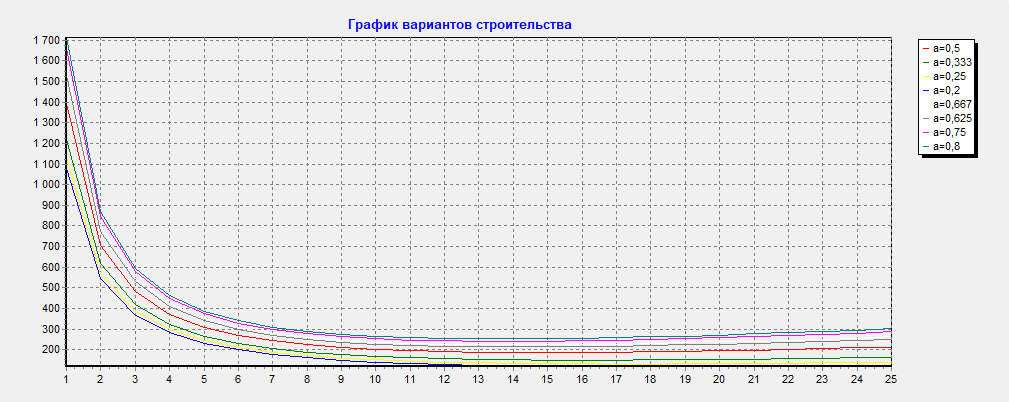 График вариантов строительства
1 700
1 600
1 500
1 400
1 300
1 200
1 100
1 000
900
800
700
600
500
400
300
200
1 2 3 4 5 6 7 8 9 10 11 12 13 14 15 16 17 18 19 20 21 22 23 24 25
a=0,5
a=0,333
a=0,25
a=0,2
a=0,667
a=0,625
a=0,75
a=0,8